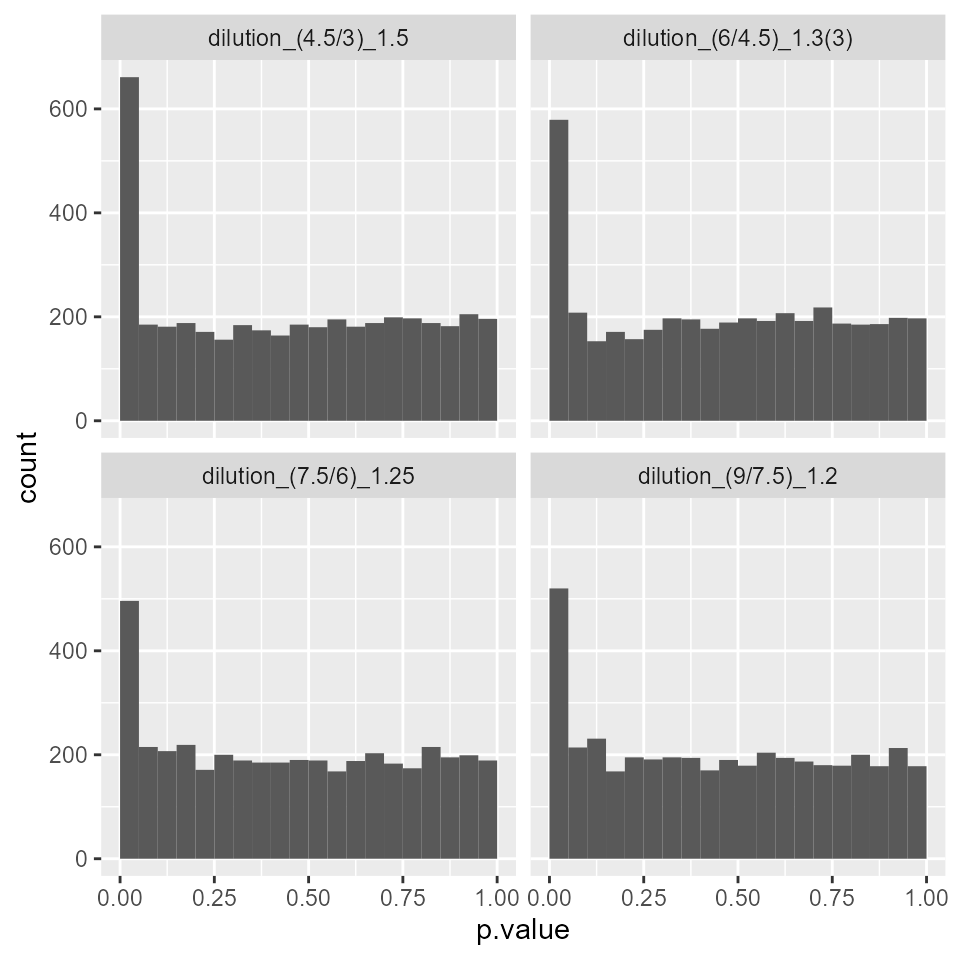 dilution_(4.5/3)_1.5
dilution_(6/4.5)_1.3(3)
600
400
200
0
dilution_(7.5/6)_1.25
dilution_(9/7.5)_1.2
600
400
200
0
count
0.00 0.25 0.50 0.75 1.00
0.00 0.25 0.50 0.75 1.00
p.value